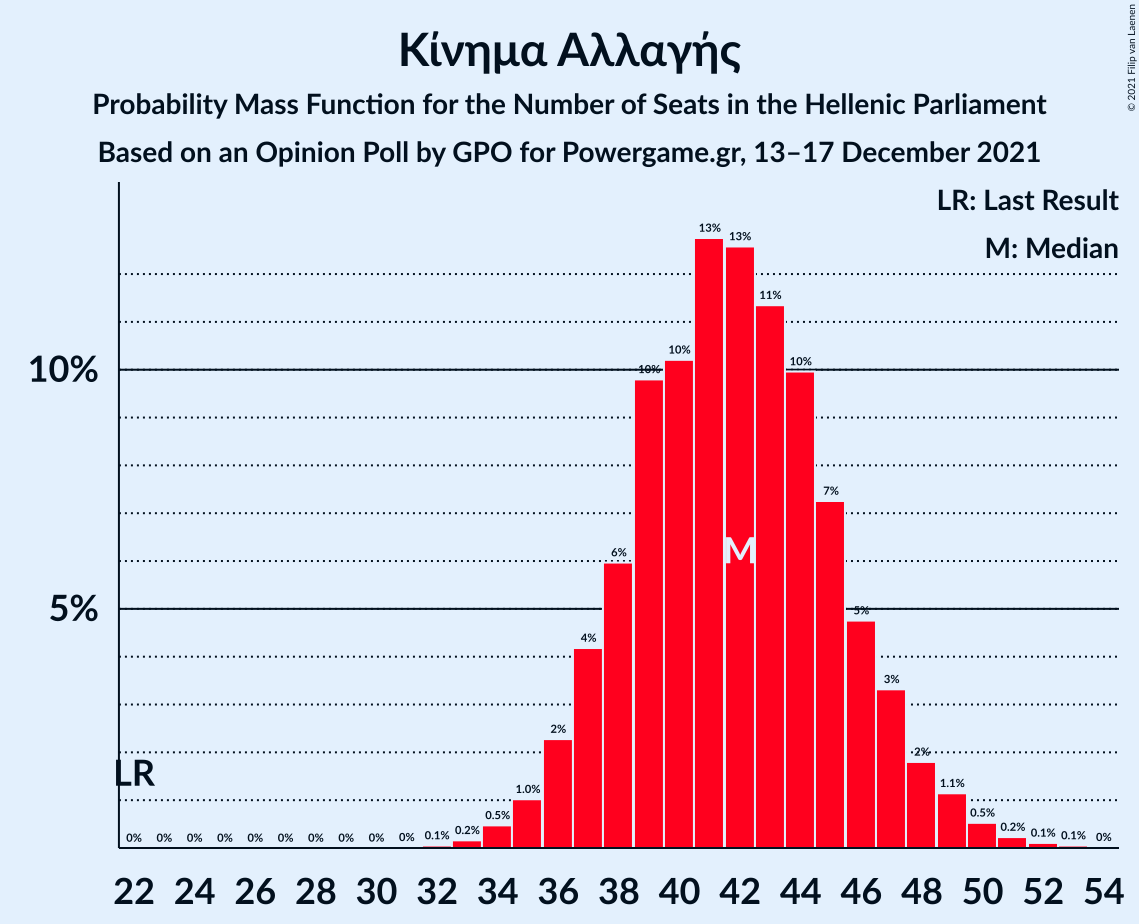 Κίνημα Αλλαγής
Probability Mass Function for the Number of Seats in the Hellenic Parliament
Based on an Opinion Poll by GPO for Powergame.gr, 13–17 December 2021
© 2021 Filip van Laenen
LR: Last Result
M: Median
10%
5%
LR
M
0% 0% 0% 0% 0% 0% 0% 0% 0% 0% 0.1% 0.2% 0.5% 1.0% 2% 4% 6% 10% 10% 13% 13% 11% 10% 7% 5% 3% 2% 1.1% 0.5% 0.2% 0.1% 0.1% 0%
22 24 26 28 30 32 34 36 38 40 42 44 46 48 50 52 54